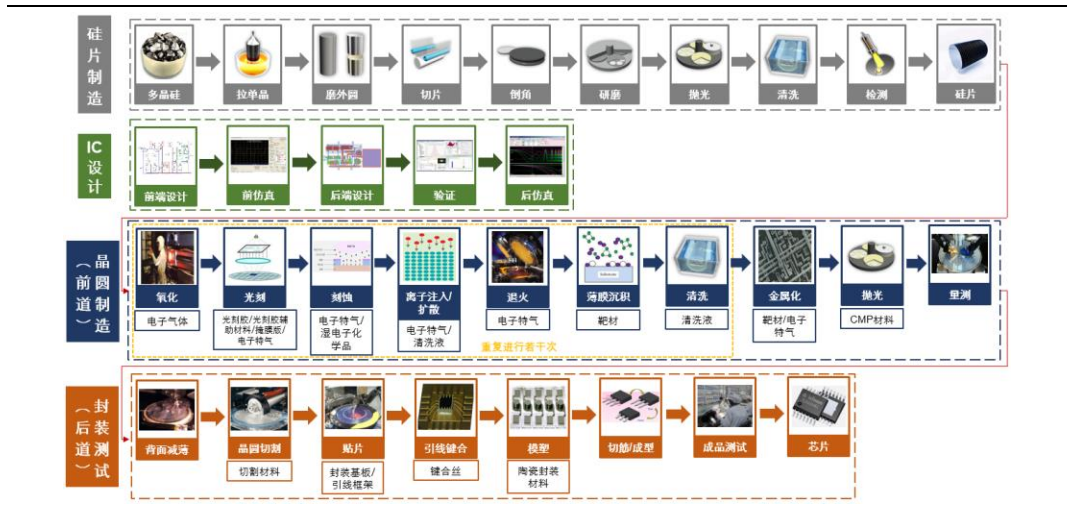 硅片制造
多晶硅
拉单晶
磨外圆
切片
倒角
研磨
抛光
清洗
检测
硅片
IC设计
前端设计
前仿真
后端设计
验证
后仿真
晶圆制造
（前道）
氧化
光刻
刻蚀
离子注入/
扩散
退火
薄膜沉积
清洗
金属化
抛光
量测
电子气体
光刻胶/光刻胶辅
助材料/掩膜版/
电子特气
电子特气/
湿电子化
学品
电子特气/
清洗液
电子特气
靶材
清洗液
靶材/电子
特气
CMP材料
重复进行若干次
封装测试
（后道）
背面减薄
晶圆切割
贴片
引线键合
模塑
切筋/成型
成品测试
芯片
切割材料
封装基板/
引线框架
键合丝
陶瓷封装
材料